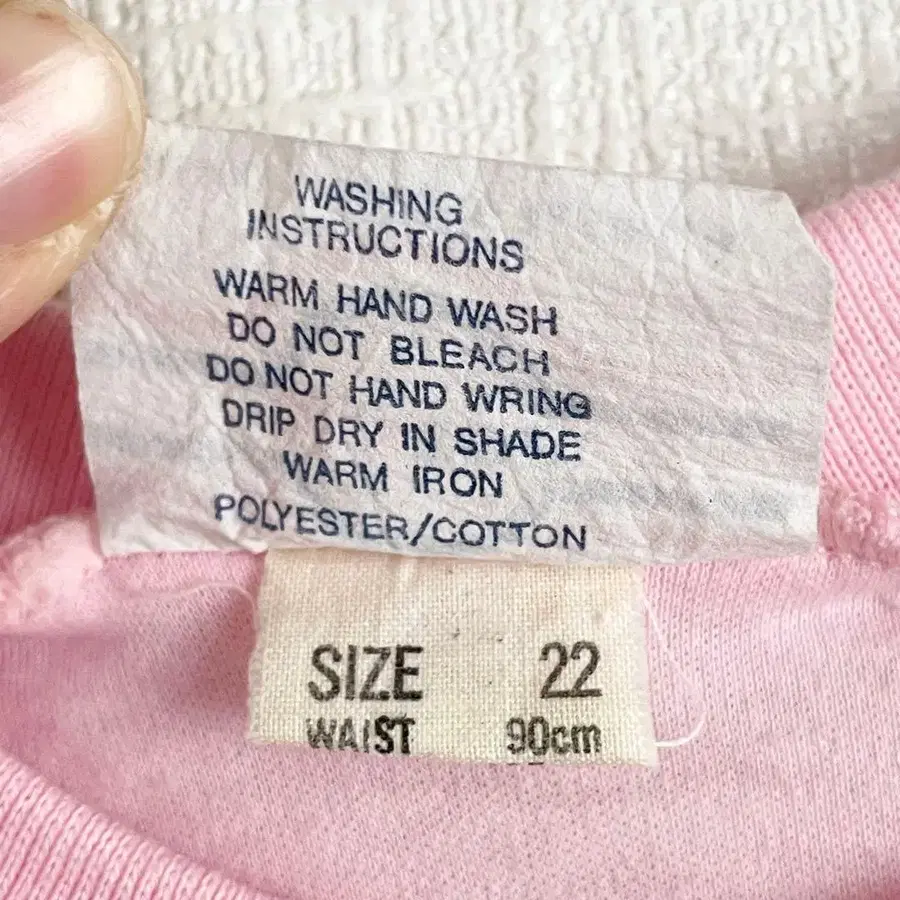 WASHING
INSTRUCTIONS
WARM HAND WASH
DO NOT BLEACH
DO NOT HAND WRING
DRIP DRY IN SHADE
WARM IRON
POLYESTER/COTTON
SIZE 22
WAIST 90cm